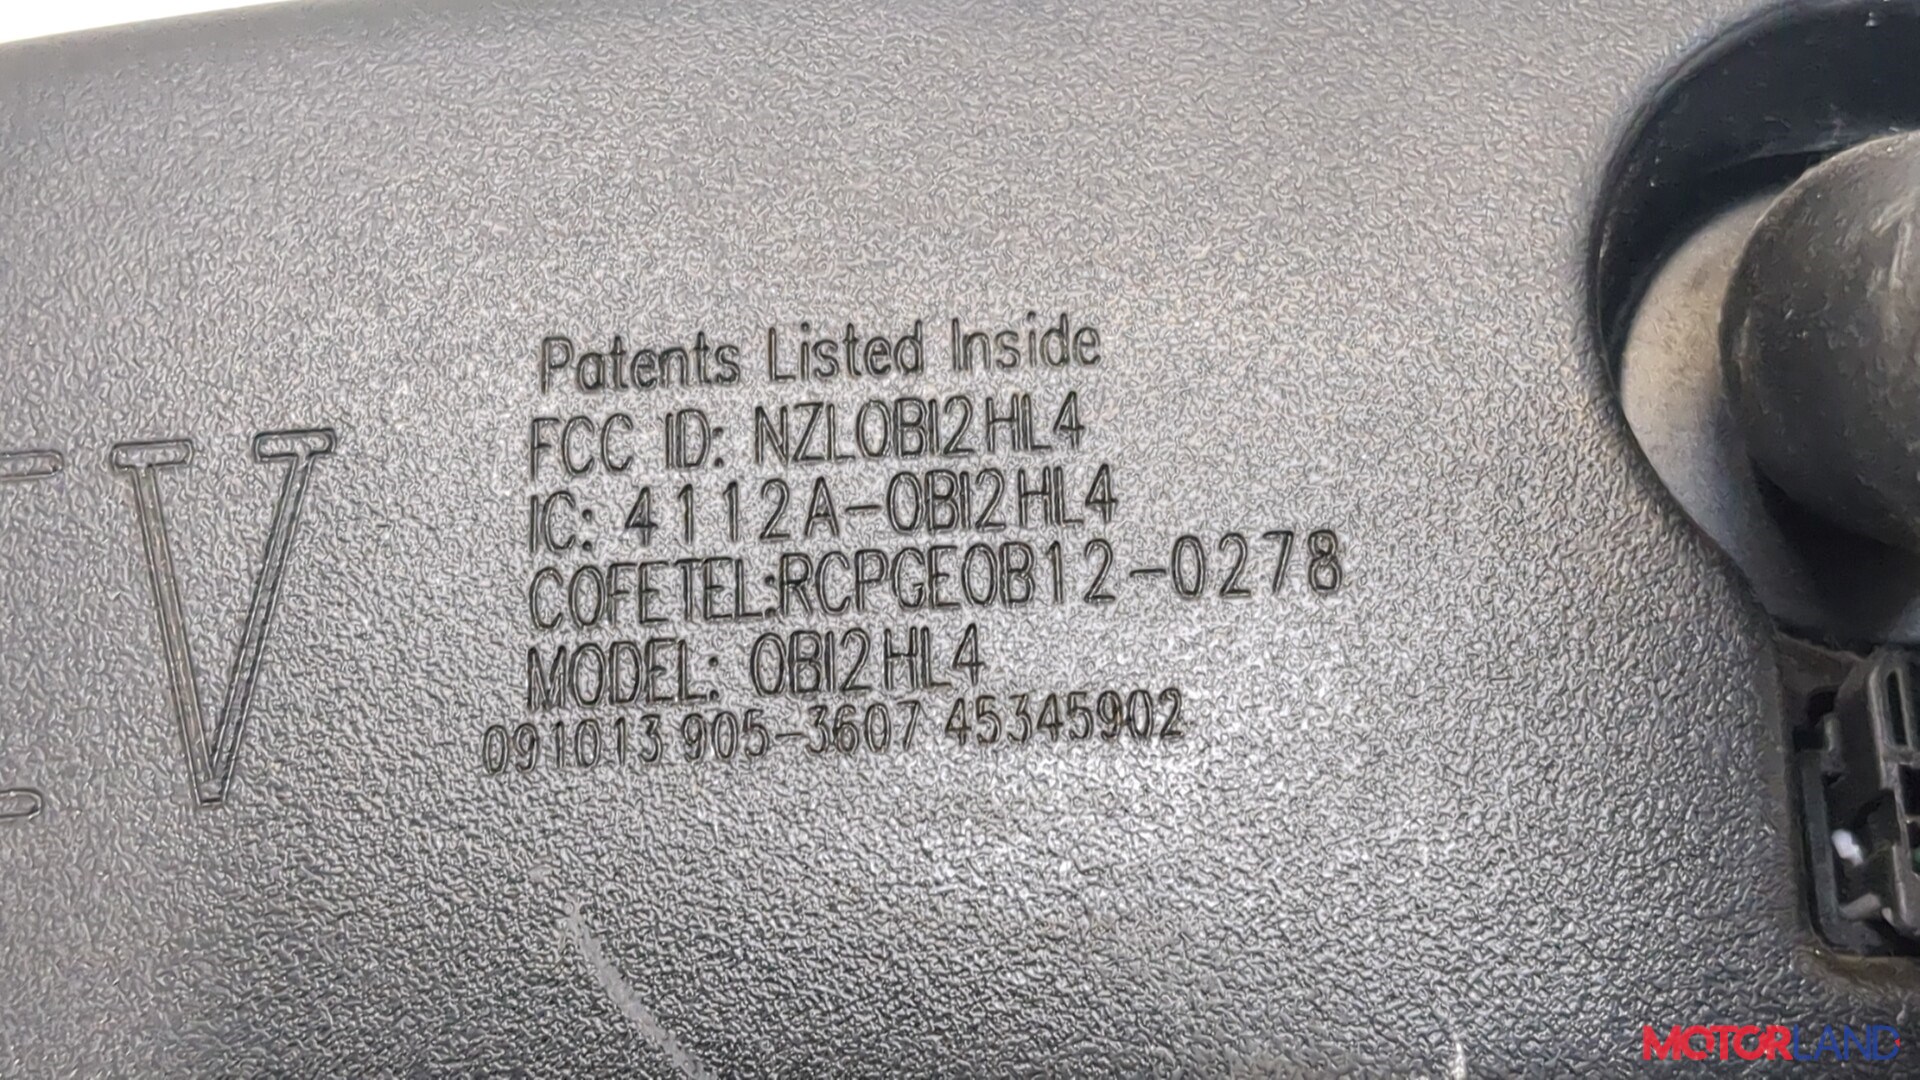 Patents Listed Inside
FCC ID: NZLOBI2HL4
IC: 4112A-OBI2HL4
COFETEL:RCPGEOB12-0278
MODEL: OBI2HL4
091013 905-3607 45345902
V
MOTORLAND